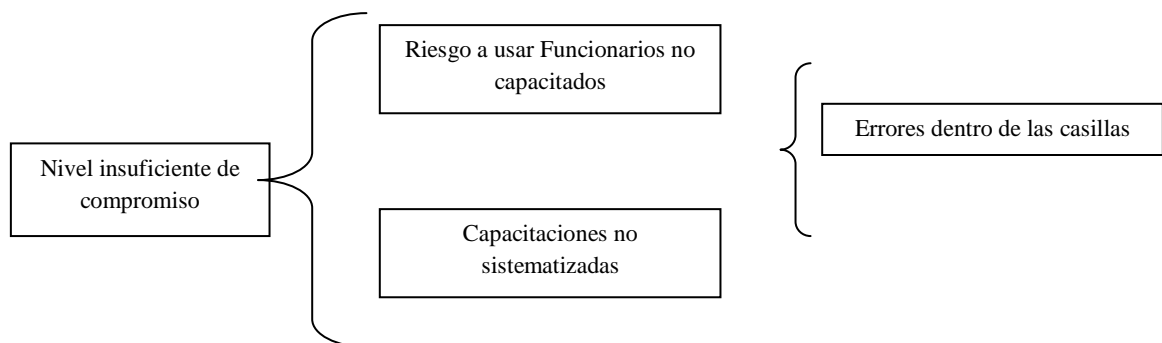 Riesgo a usar Funcionarios no
capacitados
Errores dentro de las casillas
Nivel insuficiente de
compromiso
Capacitaciones no
sistematizadas